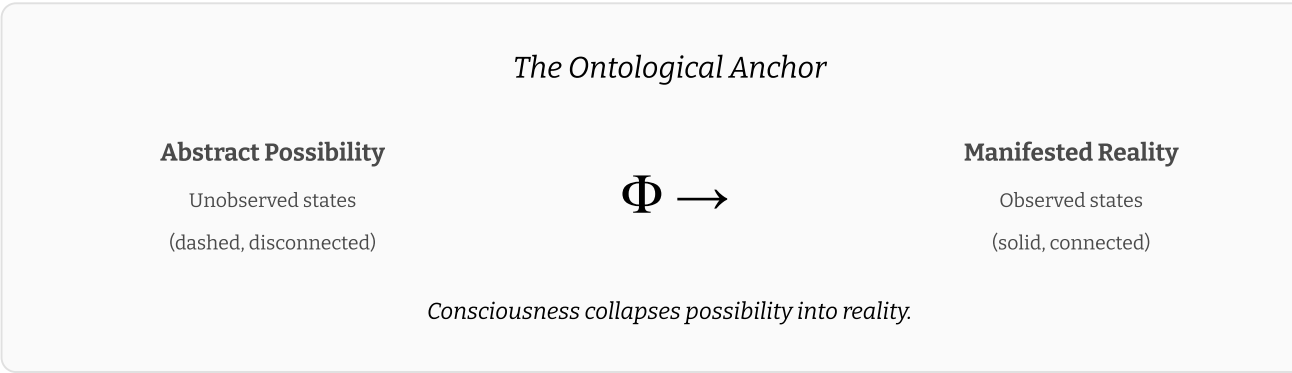 The Ontological Anchor
Abstract Possibility
Unobserved states
(dashed, disconnected)
Φ →
Manifested Reality
Observed states
(solid, connected)
Consciousness collapses possibility into reality.